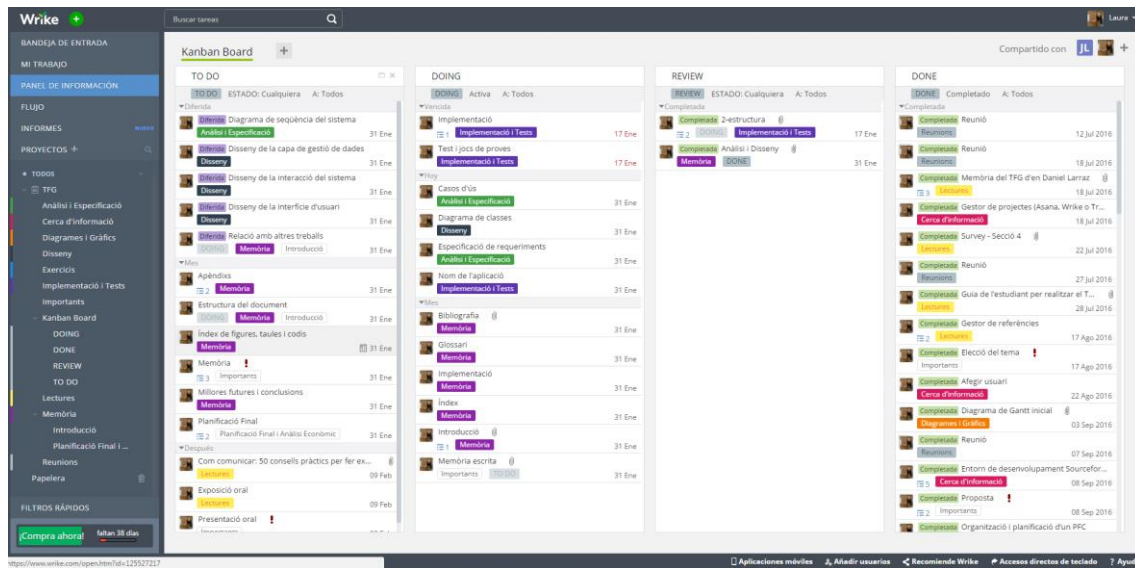 Wrike
Buscar tareas
Laura
BANDEJA DE ENTRADA
MI TRABAJO
PANEL DE INFORMACIÓN
FLUJO
INFORMES
NUEVO
PROYECTOS +
TODOS
TFG
Anàlisi i Especificació
Cerca d'informació
Diagrames i Gràfics
Disseny
Exercicis
Implementació i Tests
Importants
Kanban Board
DOING
DONE
REVIEW
TO DO
Lectures
Memòria
Introducció
Planificació Final i ...
Reunions
Papelera
FILTROS RÁPIDOS
¡Compra ahora!
faltan 38 días
https://www.wrike.com/open.htm?id=125527217
Kanban Board +
Compartido con JL +
TO DO
TO DO ESTADO: Cualquiera A: Todos
Diferida
Diferida Diagrama de seqüència del sistema
Anàlisi i Especificació 31 Ene
Diferida Disseny de la capa de gestió de dades
Disseny 31 Ene
Diferida Disseny de la interacció del sistema
Disseny 31 Ene
Diferida Disseny de la interfície d'usuari
Disseny 31 Ene
Diferida Relació amb altres treballs
DOING Memòria Introducció 31 Ene
Mes
Apèndixs
2 Memòria 31 Ene
Estructura del document
DOING Memòria Introducció 31 Ene
Índex de figures, taules i codis
Memòria 31 Ene
Memòria
3 Importants 31 Ene
Millores futures i conclusions
Memòria 31 Ene
Planificació Final
2 Planificació Final i Anàlisi Econòmic 31 Ene
Después
Com comunicar: 50 consells pràctics per fer ex...
Lectures 09 Feb
Exposició oral
Lectures 09 Feb
Presentació oral
DOING
DOING Activa A: Todos
Vencida
Implementació
1 Implementació i Tests 17 Ene
Test i jocs de proves
Implementació i Tests 17 Ene
Hoy
Casos d'ús
Anàlisi i Especificació 31 Ene
Diagrama de classes
Disseny 31 Ene
Especificació de requeriments
Anàlisi i Especificació 31 Ene
Nom de l'aplicació
Implementació i Tests 31 Ene
Mes
Bibliografia
Memòria 31 Ene
Glossari
Memòria 31 Ene
Implementació
Memòria 31 Ene
Índex
Memòria 31 Ene
Introducció
1 Memòria 31 Ene
Memòria escrita
Importants TO DO 31 Ene
REVIEW
REVIEW ESTADO: Cualquiera A: Todos
Completada
Completada 2-estructura
2 DOING Implementació i Tests 17 Ene
Completada Anàlisi i Disseny
Memòria DONE 31 Ene
DONE
DONE Completado A: Todos
Completada
Completada Reunió
Reunions 12 Jul 2016
Completada Reunió
Reunions 18 Jul 2016
Completada Memòria del TFG d'en Daniel Larraz
3 Lectures 18 Jul 2016
Completada Gestor de projectes (Asana, Wrike o Tr...
Cerca d'informació 18 Jul 2016
Completada Survey - Secció 4
Lectures 22 Jul 2016
Completada Reunió
Reunions 27 Jul 2016
Completada Guia de l'estudiant per realitzar el T...
Lectures 28 Jul 2016
Completada Gestor de referències
2 Lectures 17 Ago 2016
Completada Elecció del tema
Importants 17 Ago 2016
Completada Afegir usuari
Cerca d'informació 22 Ago 2016
Completada Diagrama de Gantt inicial
Diagrames i Gràfics 03 Sep 2016
Completada Reunió
Reunions 07 Sep 2016
Completada Entorn de desenvolupament Sourcefor...
5 Cerca d'informació 08 Sep 2016
Completada Proposta
2 Importants 08 Sep 2016
Completada Organització i planificació d'un PFC
Aplicaciones móviles Añadir usuarios Recomiende Wrike Accesos directos de teclado ? Ayud